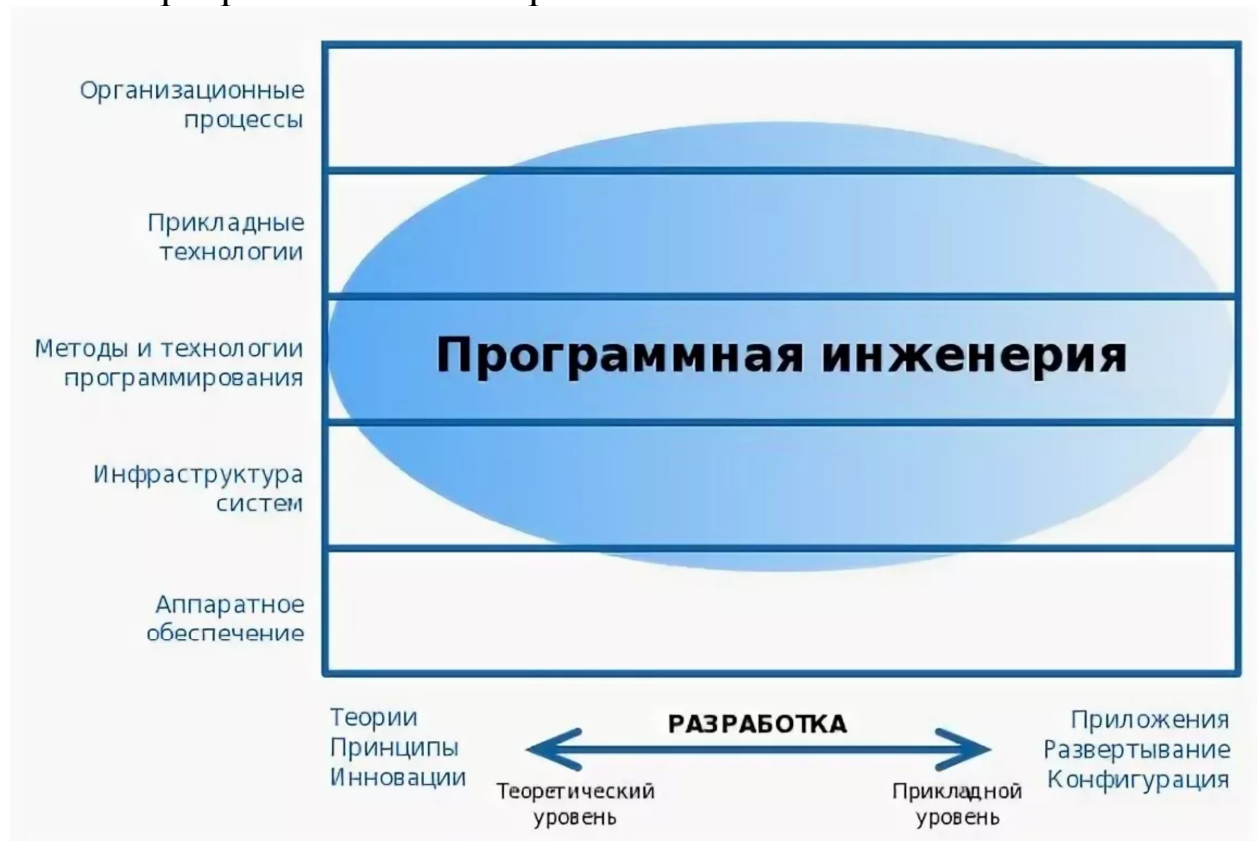 Организационные
процессы
Прикладные
технологии
Методы и технологии
программирования
Программная инженерия
Инфраструктура
систем
Аппаратное
обеспечение
Теории
Принципы
Инновации
РАЗРАБОТКА
Теоретический
уровень
Прикладной
уровень
Приложения
Развертывание
Конфигурация